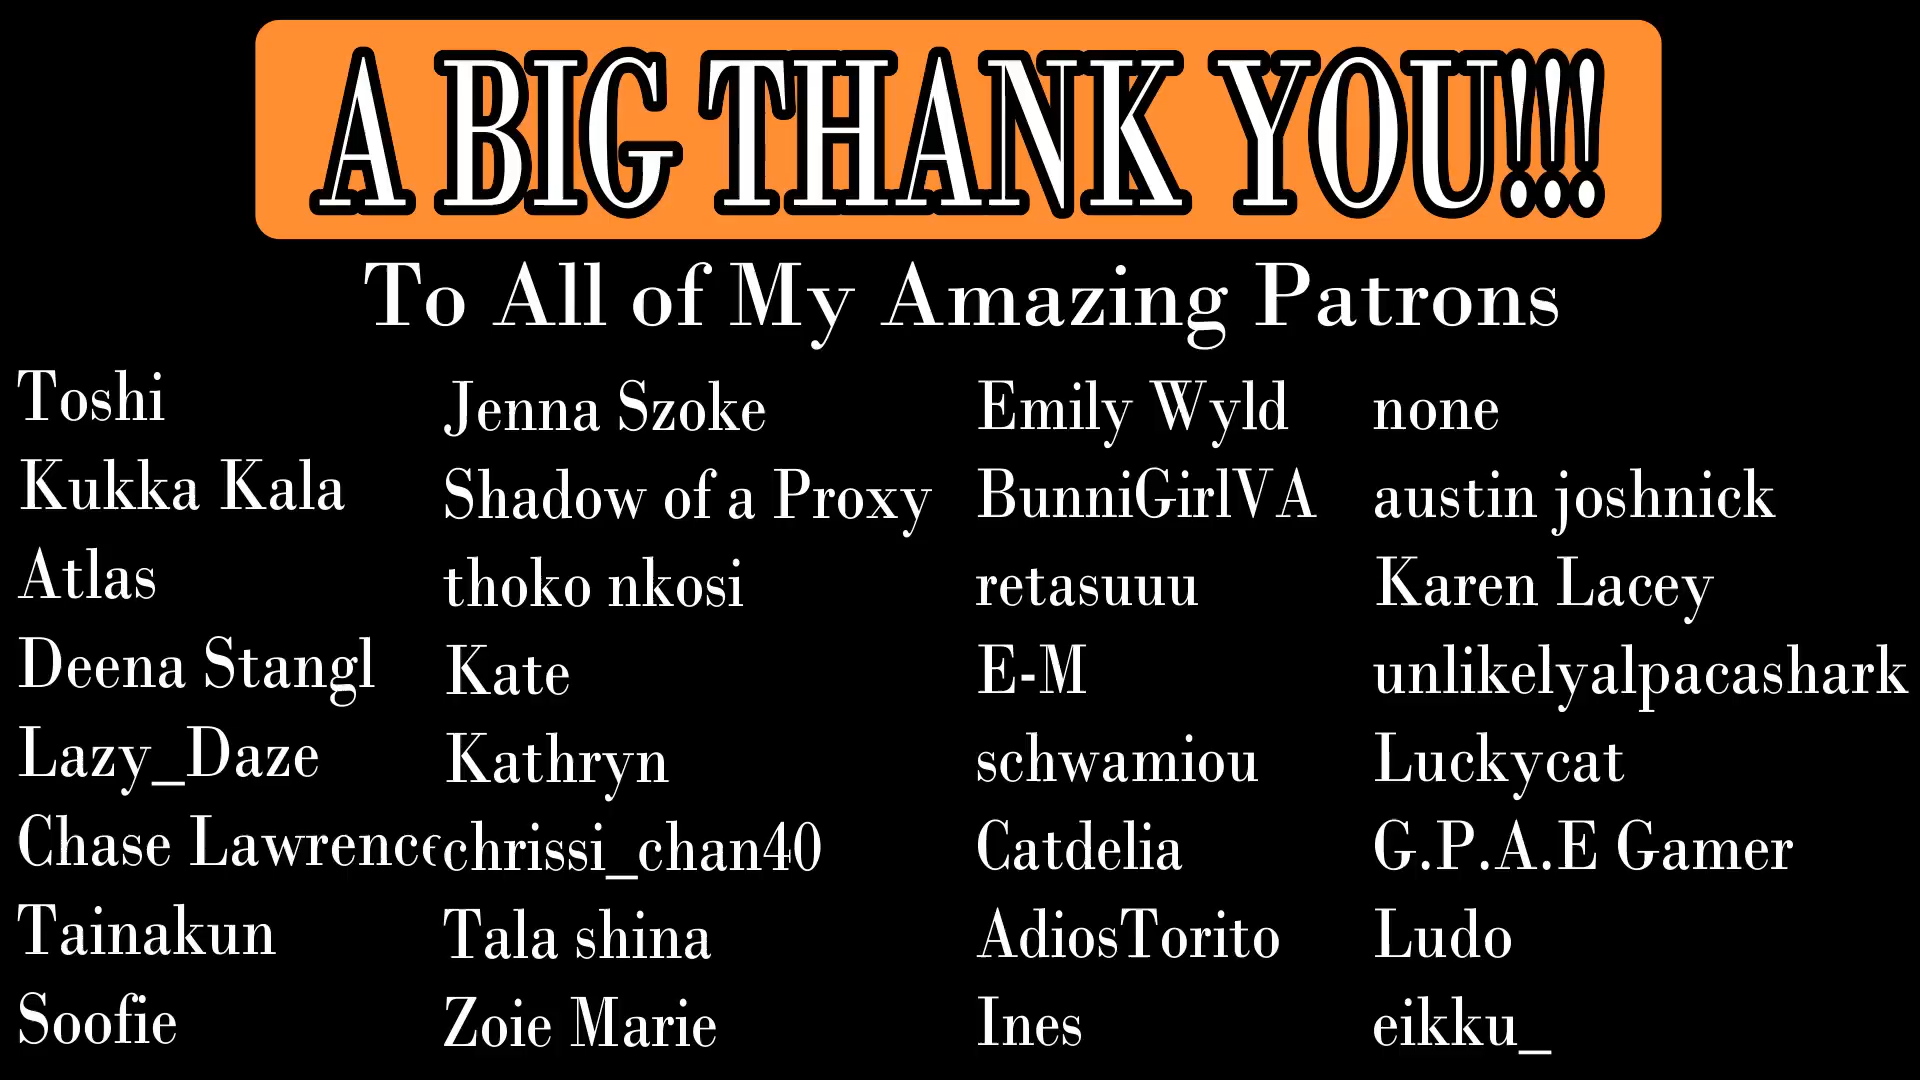 A BIG THANK YOU!!!
To All of My Amazing Patrons
Toshi
Kukka Kala
Atlas
Deena Stangl
Lazy_Daze
Chase Lawrence
Tainakun
Soofie
Jenna Szoke
Shadow of a Proxy
thoko nkosi
Kate
Kathryn
chrissi_chan40
Tala shina
Zoie Marie
Emily Wyld
BunniGirlVA
retasuuu
E-M
schwamiou
Catdelia
AdiosTorito
Ines
none
austin joshnick
Karen Lacey
unlikelyalpacashark
Luckycat
G.P.A.E Gamer
Ludo
eikku_